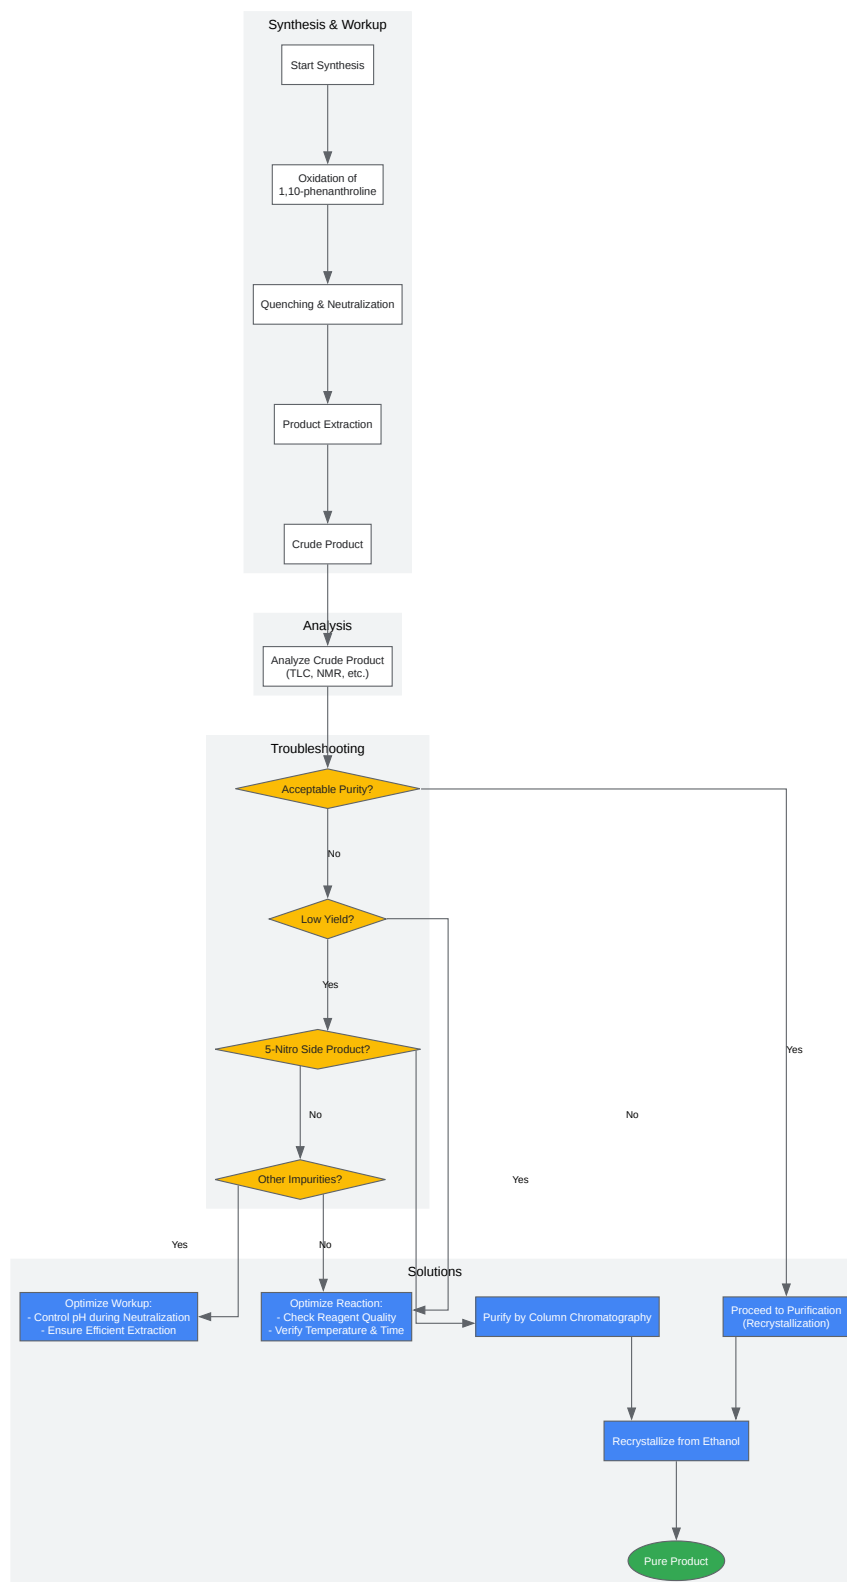 Synthesis & Workup
Start Synthesis
Oxidation of
1,10-phenanthroline
Quenching & Neutralization
Product Extraction
Crude Product
Analysis
Analyze Crude Product
(TLC, NMR, etc.)
Troubleshooting
Acceptable Purity?
No
Low Yield?
Yes
5-Nitro Side Product?
Yes
No
No
Other Impurities?
Yes
Yes
No
Solutions
Optimize Workup:
- Control pH during Neutralization
- Ensure Efficient Extraction
Optimize Reaction:
- Check Reagent Quality
- Verify Temperature & Time
Purify by Column Chromatography
Proceed to Purification
(Recrystallization)
Recrystallize from Ethanol
Pure Product